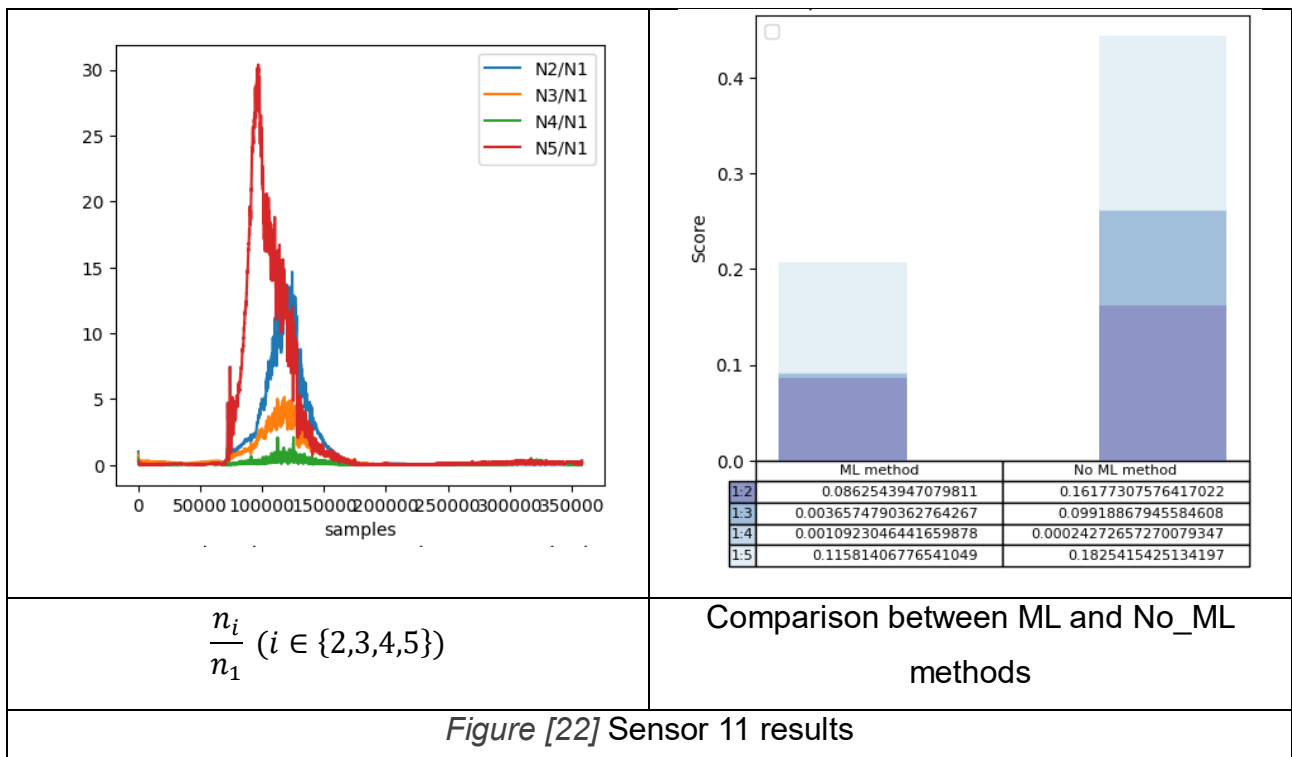 30
25
20
15
10
5
0
N2/N1
N3/N1
N4/N1
N5/N1
0 50000 100000 150000 200000 250000 300000 350000
samples
0.4
0.3
0.2
0.1
0.0
Score
ML method No ML method
1:2 0.0862543947079811 0.16177307576417022
1:3 0.0036574790362764267 0.09918867945584608
1:4 0.0010923046441659878 0.00024272657270079347
1:5 0.11581406776541049 0.1825415425134197
n_i/n_1 (i ∈ {2,3,4,5})
Comparison between ML and No_ML
methods
Figure [22] Sensor 11 results